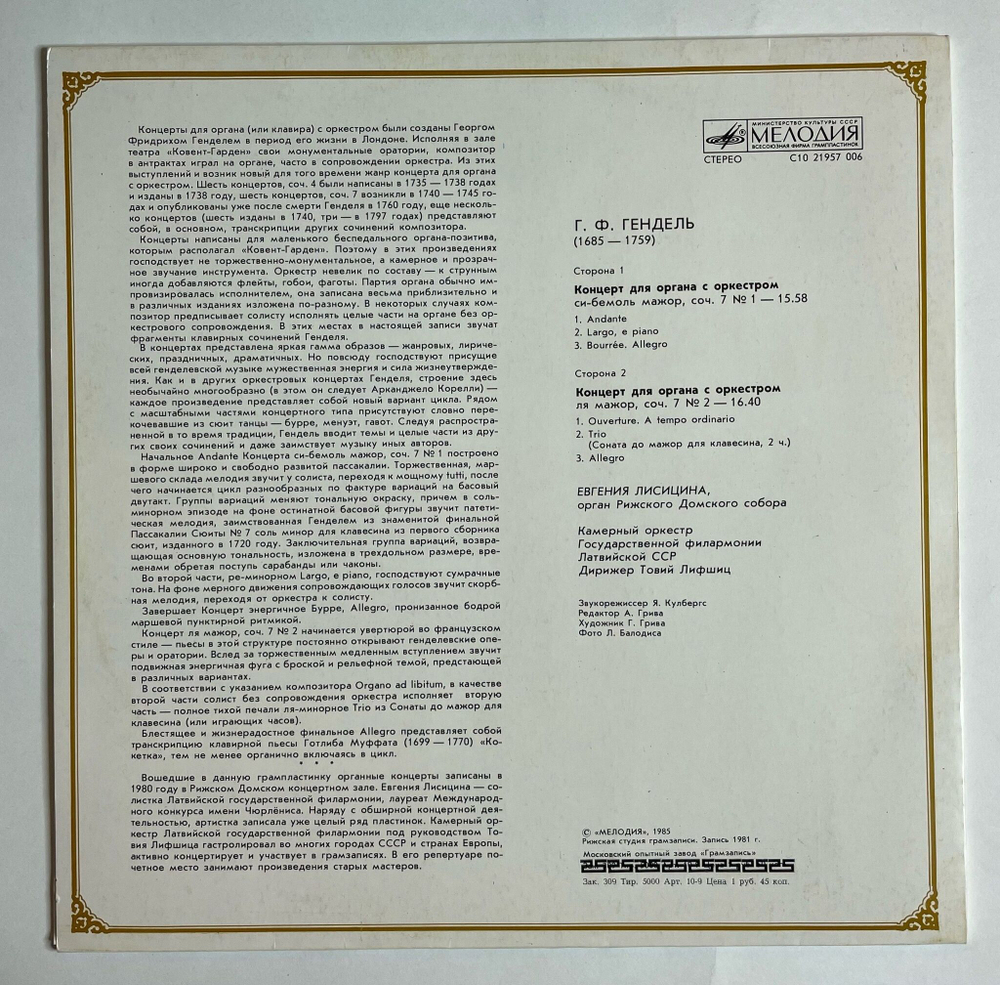 Концерты для органа (или клавира) с оркестром были созданы Георгом
Фридрихом Генделем в период его жизни в Лондоне. Исполняя в зале
театра «Ковент-Гарден» свои монументальные оратории, композитор
в антрактах играл на органе, часто в сопровождении оркестра. Из этих
выступлений и возник новый для того времени жанр концерта для органа
с оркестром. Шесть концертов, соч. 4 были написаны в 1735 — 1738 годах
и изданы в 1738 году, шесть концертов, соч. 7 возникли в 1740 — 1745 го-
дах и опубликованы уже после смерти Генделя в 1760 году, еще несколь-
ко концертов (шесть изданы в 1740, три — в 1797 годах) представляют
собой, в основном, транскрипции других сочинений композитора.
Концерты написаны для маленького беспедального органа-позитива,
которым располагал «Ковент-Гарден». Поэтому в этих произведениях
господствует не торжественно-монументальное, а камерное и прозрач-
ное звучание инструмента. Оркестр невелик по составу — к струнным
иногда добавляются флейты, гобои, фаготы. Партия органа обычно им-
провизировалась исполнителем, она записана весьма приблизительно и
в различных изданиях изложена по-разному. В некоторых случаях ком-
позитор предписывает солисту исполнять целые части на органе без ор-
кестрового сопровождения. В этих местах в настоящей записи звучат
фрагменты клавирных сочинений Генделя.
В концертах представлена яркая гамма образов — жанровых, лириче-
ских, праздничных, драматичных. Но повсюду господствуют присущие
всей генделевской музыке мужественная энергия и сила жизнеутвержде-
ния. Как и в других оркестровых концертах Генделя, строение здесь
необычайно многообразно (в этом он следует Арканджело Корелли) —
каждое произведение представляет собой новый вариант цикла. Рядом
с масштабными частями концертного типа присутствуют словно пере-
кочевавшие из сюит танцы — бурре, менуэт, гавот. Следуя распростра-
ненной в то время традиции, Гендель вводит темы и целые части из дру-
гих своих сочинений и даже заимствует музыку иных авторов.
Начальное Andante Концерта си-бемоль мажор, соч. 7 № 1 построено
в форме широко и свободно развитой пассакалии. Торжественная, мар-
шевого склада мелодия звучит у солиста, переходя к мощному tutti, после
чего начинается цикл разнообразных по фактуре вариаций на басовый
двутакт. Группы вариаций меняют тональную окраску, причем в соль-
минорном эпизоде на фоне остинатной басовой фигуры звучит патети-
ческая мелодия, заимствованная Генделем из знаменитой финальной
Пассакалии Сюиты № 7 соль минор для клавесина из первого сборника
сюит, изданного в 1720 году. Заключительная группа вариаций, возвра-
щающая основную тональность, изложена в трехдольном размере, вре-
менами обретая поступь сарабанды или чаконы.
Во второй части, ре-минорном Largo, e piano, господствуют сумрачные
тона. На фоне мерного движения сопровождающих голосов звучит скорб-
ная мелодия, переходя от оркестра к солисту.
Завершает Концерт энергичное Бурре, Allegro, пронизанное бодрой
маршевой пунктирной ритмикой.
Концерт ля мажор, соч. 7 № 2 начинается увертюрой во французском
стиле — пьесы в этой структуре постоянно открывают генделевские опе-
ры и оратории. Вслед за торжественным медленным вступлением звучит
подвижная энергичная фуга с броской и рельефной темой, предстающей
в различных вариантах.
В соответствии с указанием композитора Organo ad libitum, в качестве
второй части солист без сопровождения оркестра исполняет вторую
часть — полное тихой печали ля-минорное Trio из Сонаты до мажор для
клавесина (или играющих часов).
Блестящее и жизнерадостное финальное Allegro представляет собой
транскрипцию клавирной пьесы Готлиба Муффата (1699 — 1770) «Ко-
кетка», тем не менее органично включаясь в цикл.
* * *
Вошедшие в данную грампластинку органные концерты записаны в
1980 году в Рижском Домском концертном зале. Евгения Лисицина — со-
листка Латвийской государственной филармонии, лауреат Международ-
ного конкурса имени Чюрлёниса. Наряду с обширной концертной дея-
тельностью, артистка записала уже целый ряд пластинок. Камерный ор-
кестр Латвийской государственной филармонии под руководством То-
вия Лифшица гастролировал во многих городах СССР и странах Европы,
активно концертирует и участвует в грамзаписях. В его репертуаре по-
четное место занимают произведения старых мастеров.
МИНИСТЕРСТВО КУЛЬТУРЫ СССР
МЕЛОДИЯ
ВСЕСОЮЗНАЯ ФИРМА ГРАМПЛАСТИНОК
СТЕРЕО С10 21957 006
Г. Ф. ГЕНДЕЛЬ
(1685 — 1759)
Сторона 1
Концерт для органа с оркестром
си-бемоль мажор, соч. 7 № 1 — 15.58
1. Andante
2. Largo, e piano
3. Bourrée. Allegro
Сторона 2
Концерт для органа с оркестром
ля мажор, соч. 7 № 2 — 16.40
1. Ouverture. A tempo ordinario
2. Trio
(Соната до мажор для клавесина, 2 ч.)
3. Allegro
ЕВГЕНИЯ ЛИСИЦИНА,
орган Рижского Домского собора
Камерный оркестр
Государственной филармонии
Латвийской ССР
Дирижер Товий Лифшиц
Звукорежиссер Я. Кулбергс
Редактор А. Грива
Художник Г. Грива
Фото Л. Балодиса
© «МЕЛОДИЯ», 1985
Рижская студия грамзаписи. Запись 1981 г.
Московский опытный завод «Грамзапись»
Зак. 309 Тир. 5000 Арт. 10-9 Цена 1 руб. 45 коп.